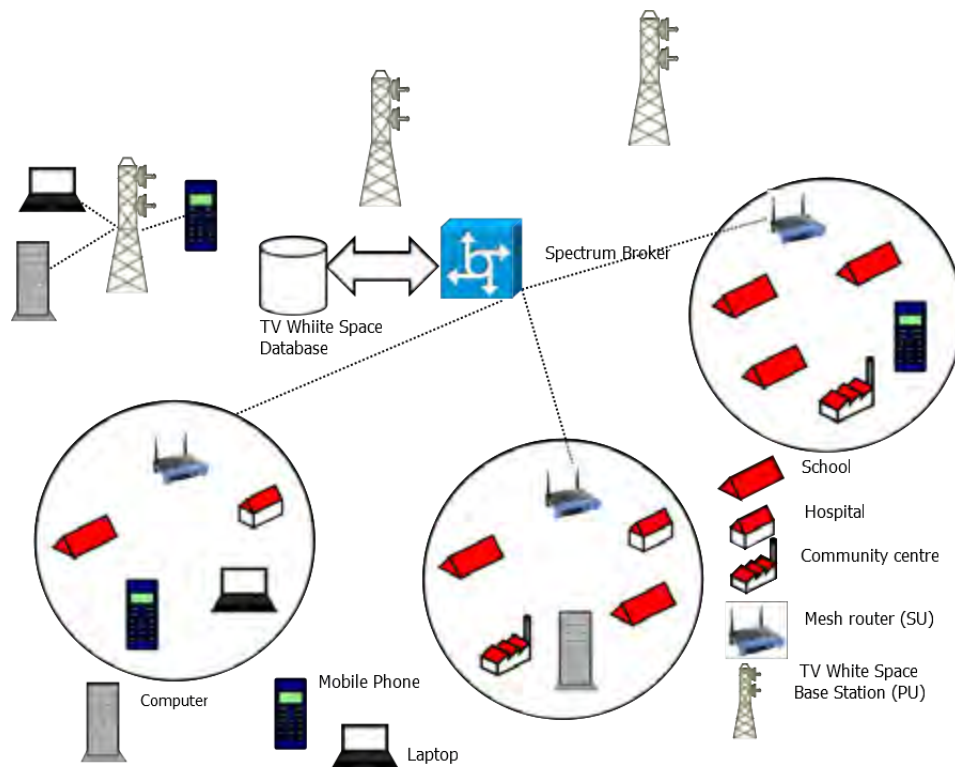 Spectrum Broker
TV Whiite Space
Database
School
Hospital
Community centre
Mesh router (SU)
TV White Space
Base Station (PU)
Computer
Mobile Phone
Laptop